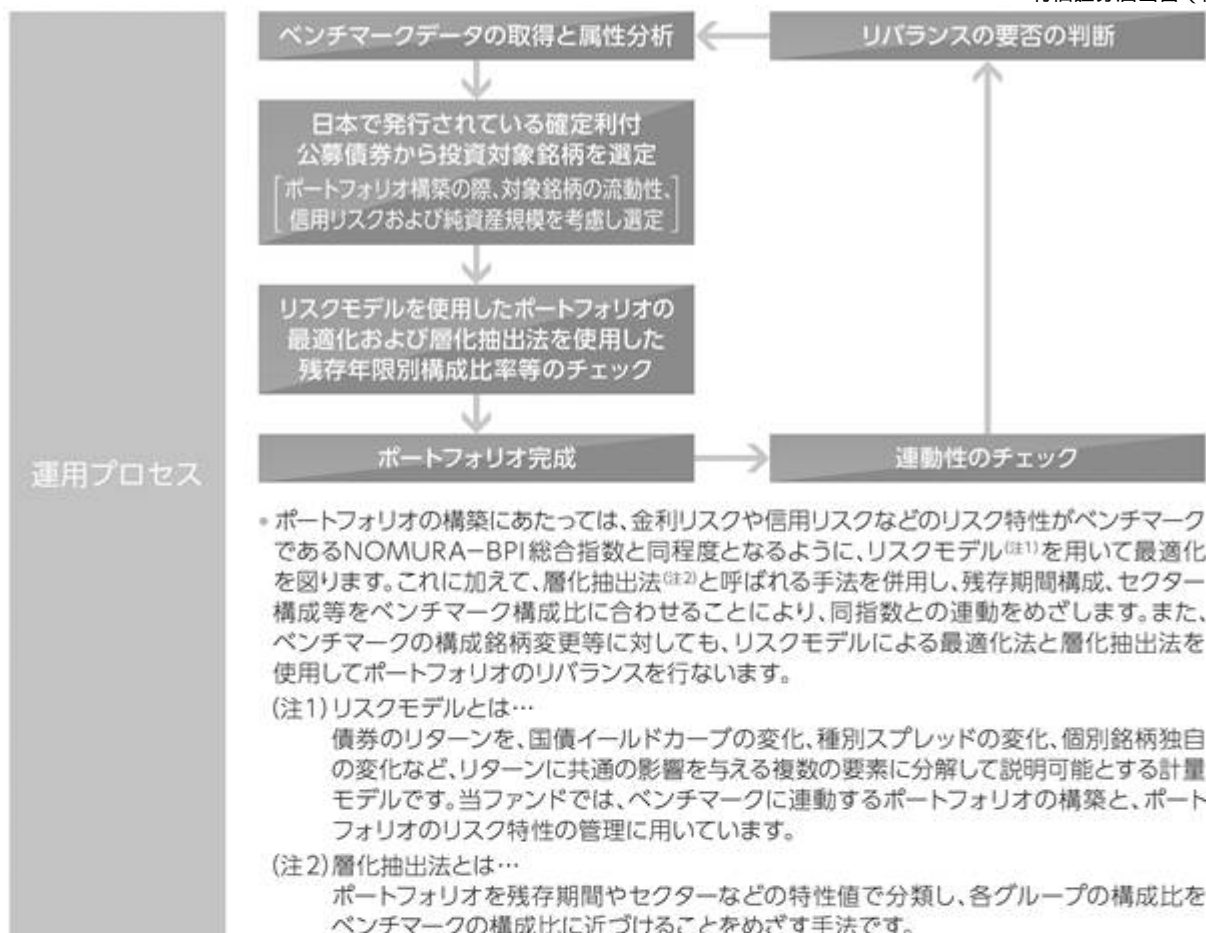 ベンチマークデータの取得と属性分析
リバランスの要否の判断
日本で発行されている確定利付
公募債券から投資対象銘柄を選定
[ポートフォリオ構築の際、対象銘柄の流動性、
信用リスクおよび純資産規模を考慮し選定]
リスクモデルを使用したポートフォリオの
最適化および層化抽出法を使用した
残存年限別構成比率等のチェック
運用プロセス
ポートフォリオ完成
連動性のチェック
•ポートフォリオの構築にあたっては、金利リスクや信用リスクなどのリスク特性がベンチマーク
であるNOMURA-BPI総合指数と同程度となるように、リスクモデル(注1)を用いて最適化
を図ります。これに加えて、層化抽出法(注2)と呼ばれる手法を併用し、残存期間構成、セクター
構成等をベンチマーク構成比に合わせることにより、同指数との連動をめざします。また、
ベンチマークの構成銘柄変更等に対しても、リスクモデルによる最適化法と層化抽出法を
使用してポートフォリオのリバランスを行ないます。
(注1)リスクモデルとは…
債券のリターンを、国債イールドカーブの変化、種別スプレッドの変化、個別銘柄独自
の変化など、リターンに共通の影響を与える複数の要素に分解して説明可能とする計量
モデルです。当ファンドでは、ベンチマークに連動するポートフォリオの構築と、ポート
フォリオのリスク特性の管理に用いています。
(注2)層化抽出法とは…
ポートフォリオを残存期間やセクターなどの特性値で分類し、各グループの構成比を
ベンチマークの構成比に近づけることをめざす手法です。